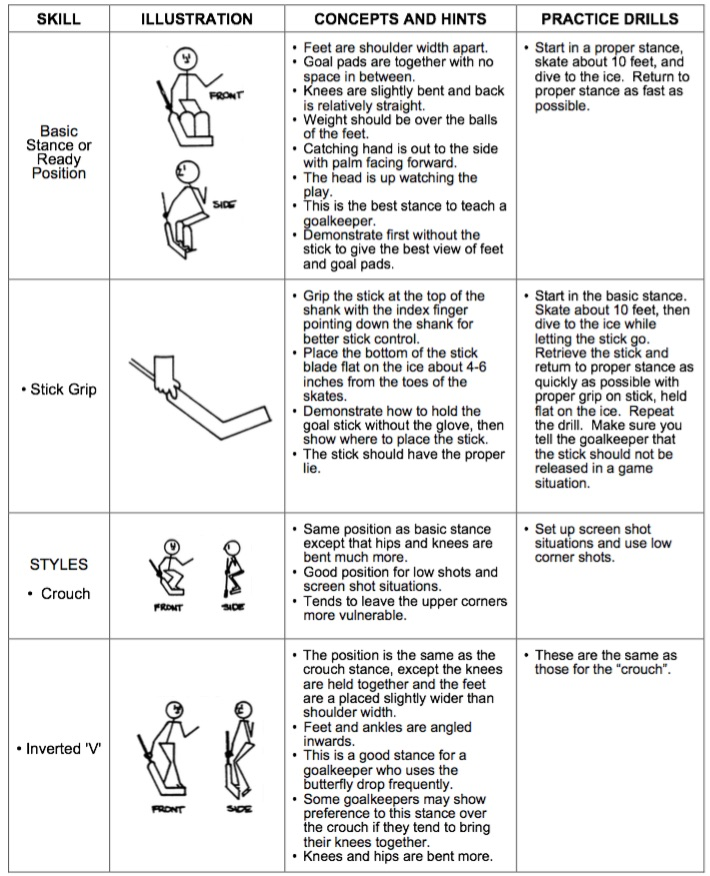 SKILL
ILLUSTRATION
CONCEPTS AND HINTS
PRACTICE DRILLS
Basic
Stance or
Ready
Position
FRONT
SIDE
• Feet are shoulder width apart.
• Goal pads are together with no
space in between.
• Knees are slightly bent and back
is relatively straight.
• Weight should be over the balls
of the feet.
• Catching hand is out to the side
with palm facing forward.
• The head is up watching the
play.
• This is the best stance to teach a
goalkeeper.
• Demonstrate first without the
stick to give the best view of feet
and goal pads.
• Start in a proper stance,
skate about 10 feet, and
dive to the ice. Return to
proper stance as fast as
possible.
• Stick Grip
• Grip the stick at the top of the
shank with the index finger
pointing down the shank for
better stick control.
• Place the bottom of the stick
blade flat on the ice about 4-6
inches from the toes of the
skates.
• Demonstrate how to hold the
goal stick without the glove, then
show where to place the stick.
• The stick should have the proper
lie.
• Start in the basic stance.
Skate about 10 feet, then
dive to the ice while
letting the stick go.
Retrieve the stick and
return to proper stance as
quickly as possible with
proper grip on stick, held
flat on the ice. Repeat
the drill. Make sure you
tell the goalkeeper that
the stick should not be
released in a game
situation.
STYLES
• Crouch
FRONT
SIDE
• Same position as basic stance
except that hips and knees are
bent much more.
• Good position for low shots and
screen shot situations.
• Tends to leave the upper corners
more vulnerable.
• Set up screen shot
situations and use low
corner shots.
• Inverted 'V'
FRONT
SIDE
• The position is the same as the
crouch stance, except the knees
are held together and the feet
are a placed slightly wider than
shoulder width.
• Feet and ankles are angled
inwards.
• This is a good stance for a
goalkeeper who uses the
butterfly drop frequently.
• Some goalkeepers may show
preference to this stance over
the crouch if they tend to bring
their knees together.
• Knees and hips are bent more.
• These are the same as
those for the “crouch”.